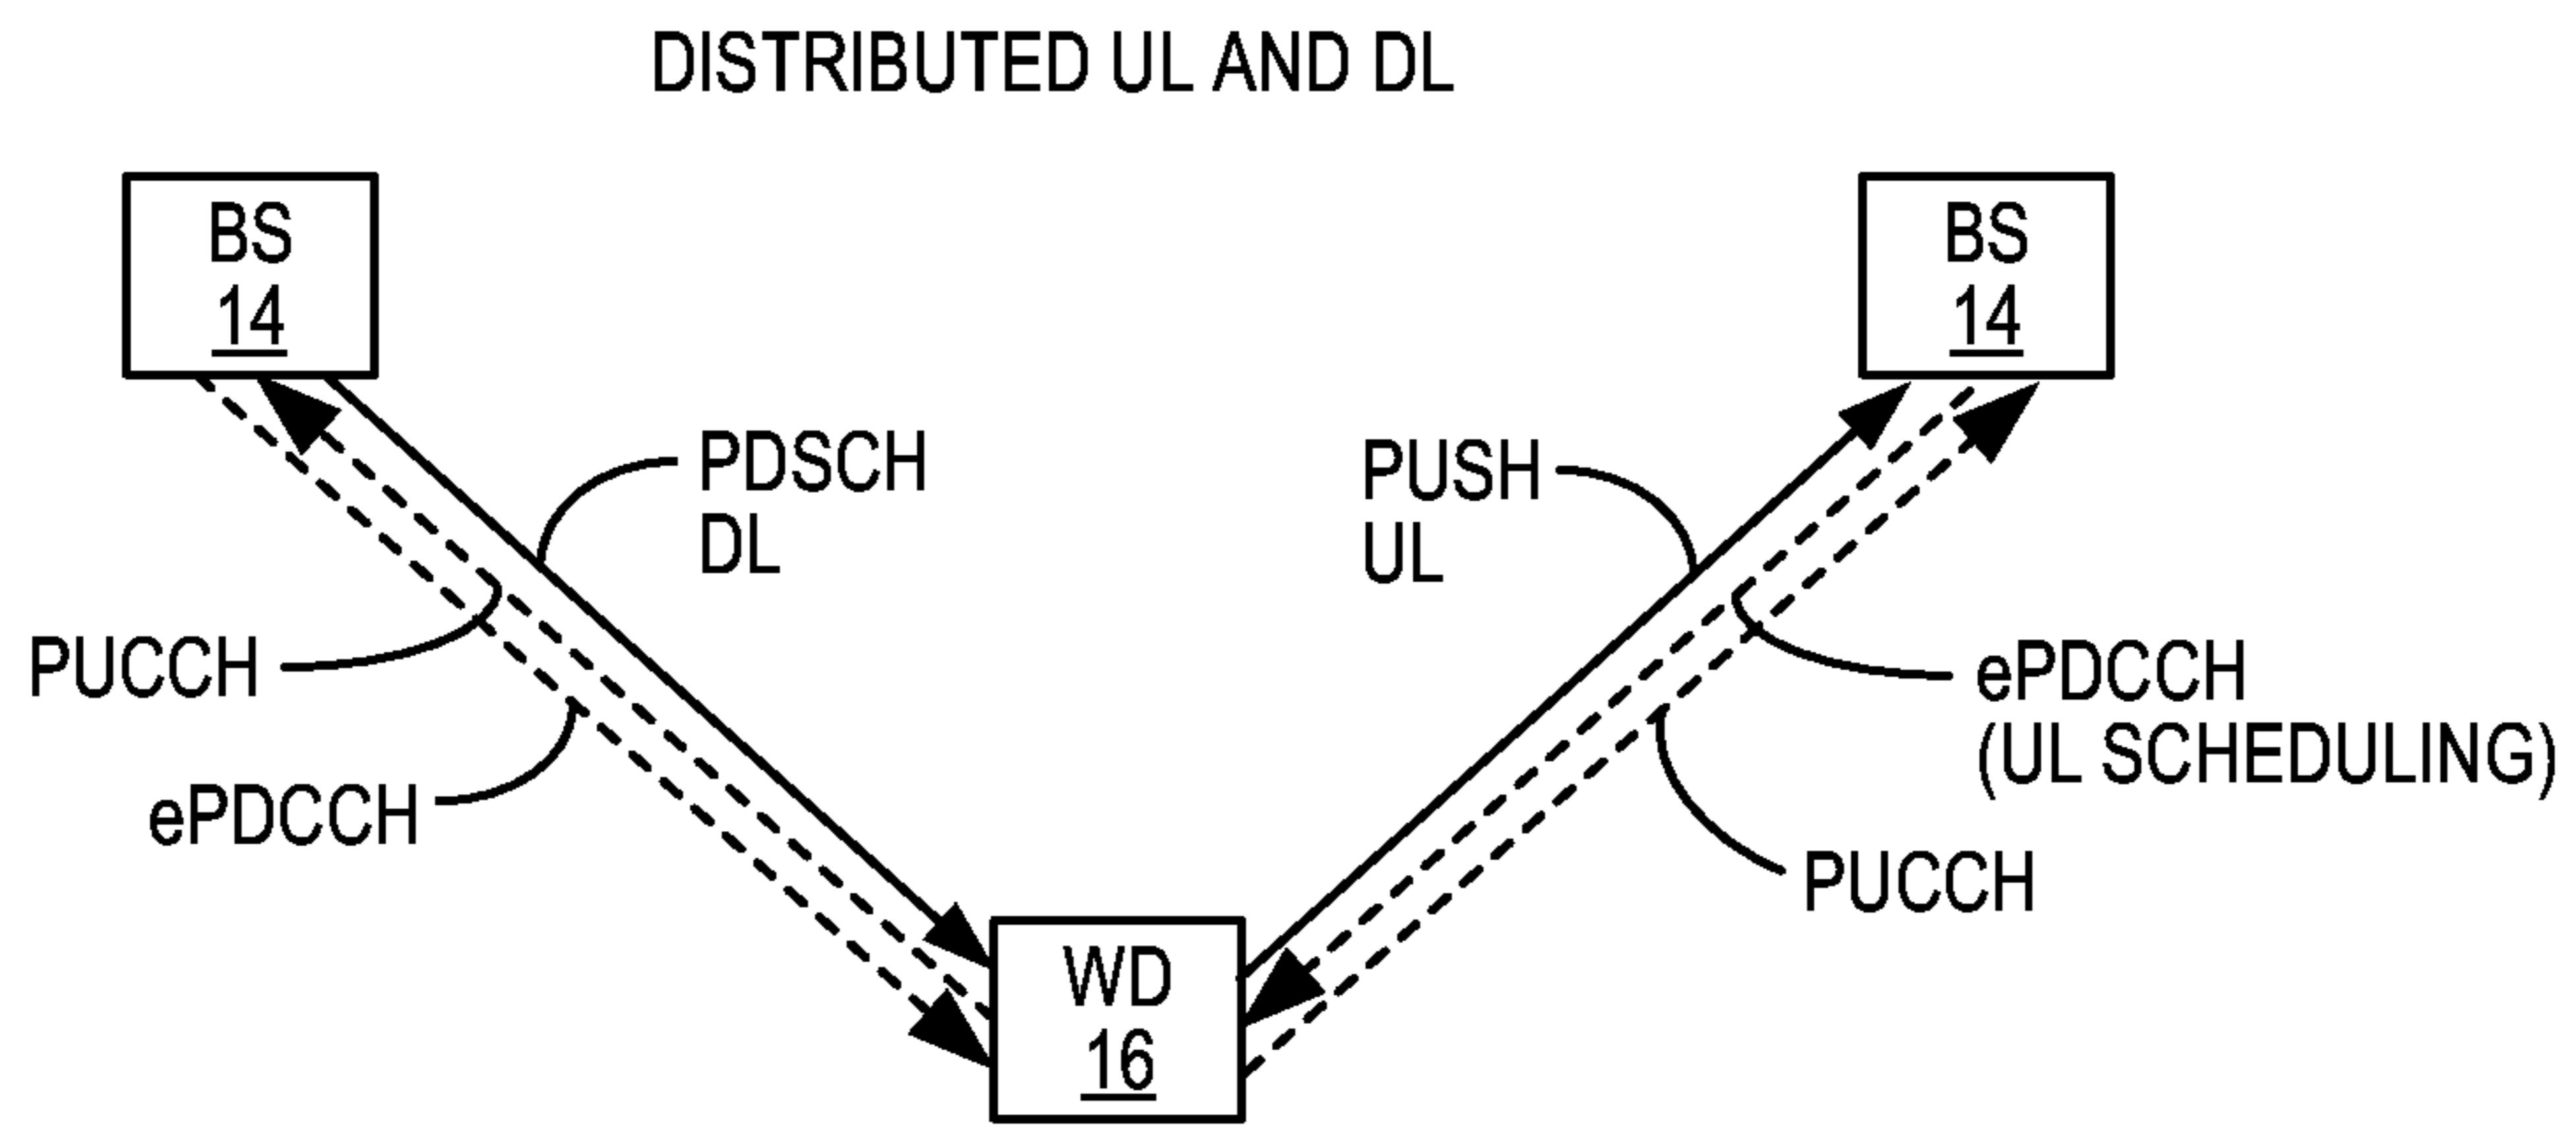 DISTRIBUTED UL AND DL
BS
14
BS
14
PDSCH
DL
PUSH
UL
PUCCH
ePDCCH
ePDCCH
(UL SCHEDULING)
PUCCH
WD
16